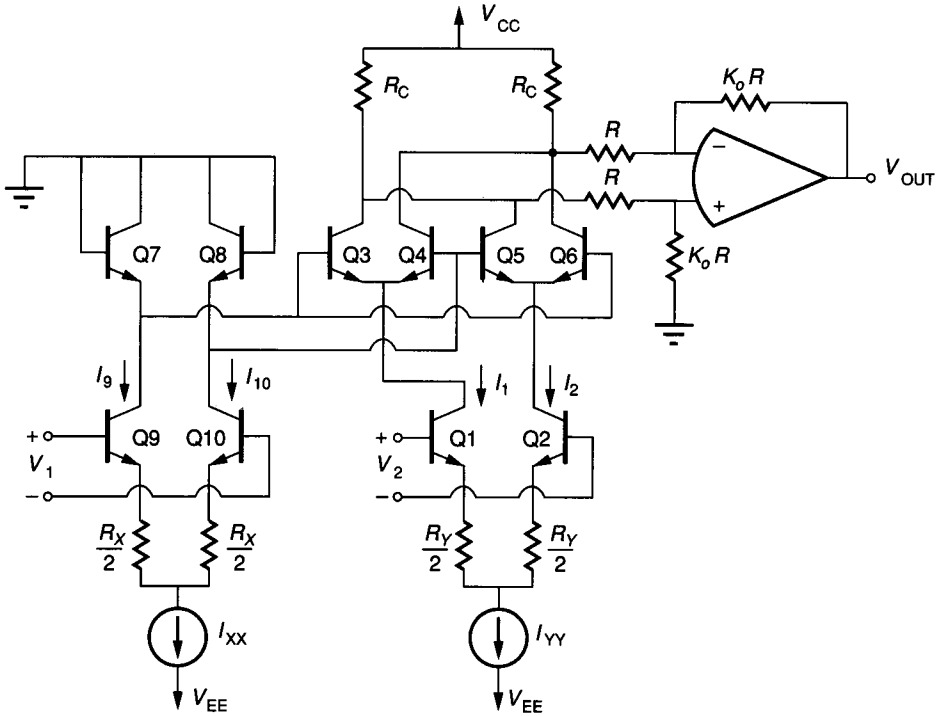 V_CC
R_C
R_C
K_o R
R
−
V_OUT
R
+
Q7
Q8
Q3
Q4
Q5
Q6
K_o R
I_9
I_10
I_1
I_2
+
Q9
Q10
+
Q1
Q2
V_1
V_2
−
−
R_X/2
R_X/2
R_Y/2
R_Y/2
I_XX
I_YY
V_EE
V_EE